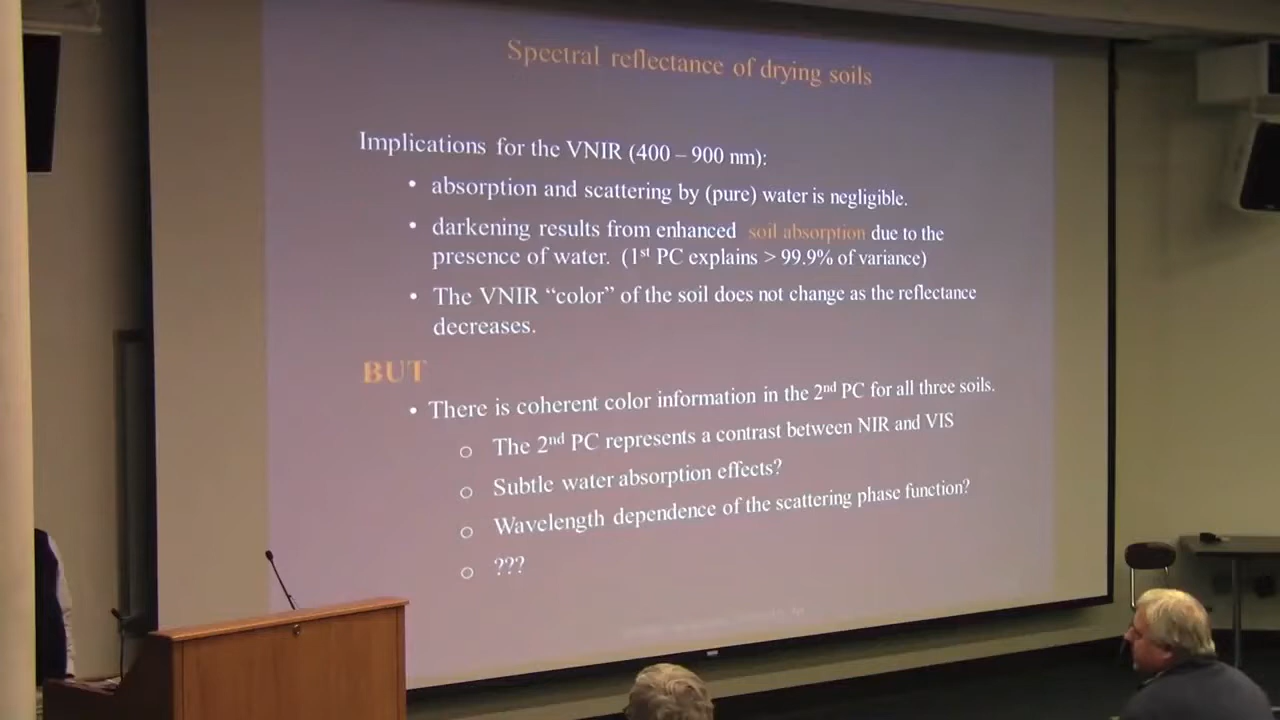 Spectral reflectance of drying soils
Implications for the VNIR (400 – 900 nm):
• absorption and scattering by (pure) water is negligible.
• darkening results from enhanced soil absorption due to the
presence of water. (1st PC explains > 99.9% of variance)
• The VNIR “color” of the soil does not change as the reflectance
decreases.
BUT
• There is coherent color information in the 2nd PC for all three soils.
○ The 2nd PC represents a contrast between NIR and VIS
○ Subtle water absorption effects?
○ Wavelength dependence of the scattering phase function?
○ ???